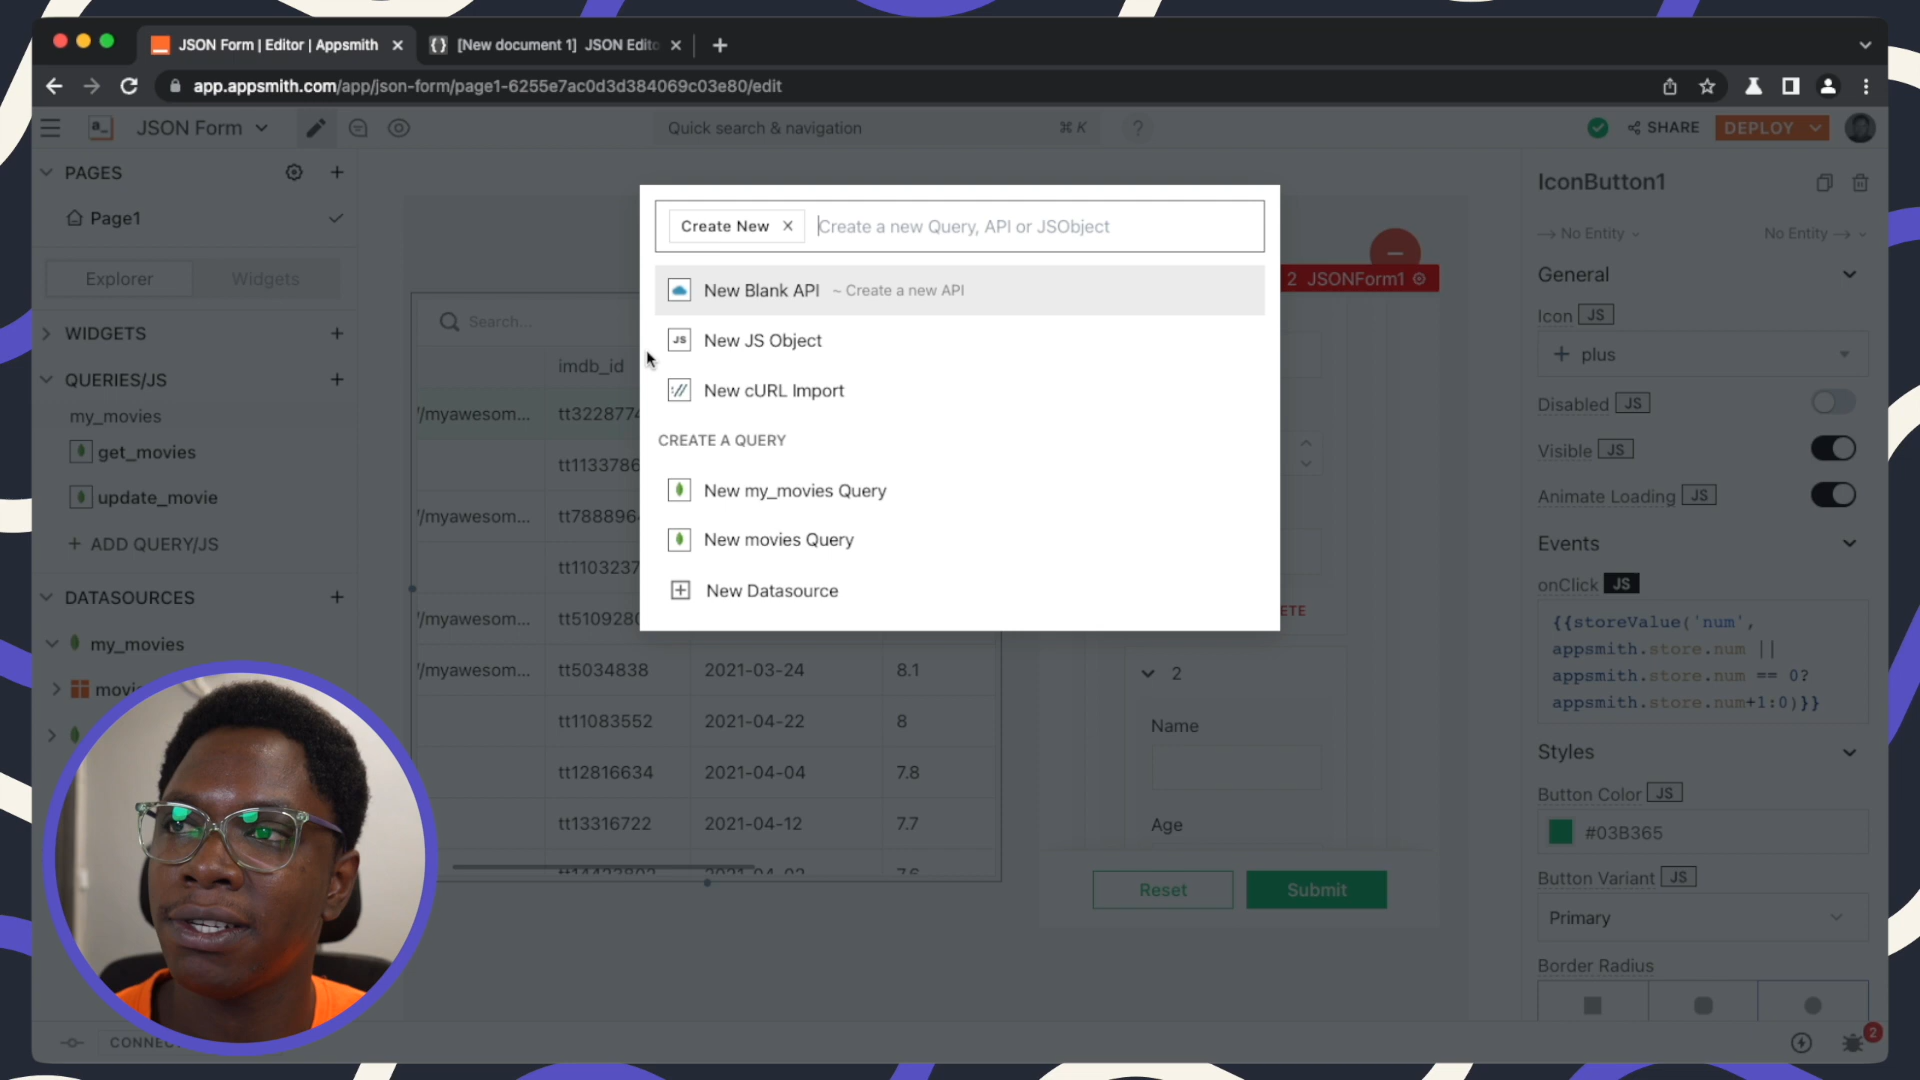 JSON Form | Editor | Appsmith
[New document 1] JSON Edito
app.appsmith.com/app/json-form/page1-6255e7ac0d3d384069c03e80/edit
JSON Form
Quick search & navigation
⌘ K
?
SHARE
DEPLOY
PAGES
Page1
Explorer
Widgets
WIDGETS
QUERIES/JS
my_movies
get_movies
update_movie
+ ADD QUERY/JS
DATASOURCES
my_movies
movi
CONNEC
Create New
Create a new Query, API or JSObject
New Blank API ~ Create a new API
JS New JS Object
New cURL Import
CREATE A QUERY
New my_movies Query
New movies Query
New Datasource
Search...
imdb_id
'/myawesom... tt3228774
tt1133786
'/myawesom... tt788896
tt1103237
'/myawesom... tt5109280
'/myawesom... tt5034838 2021-03-24 8.1
tt11083552 2021-04-22 8
tt12816634 2021-04-04 7.8
tt13316722 2021-04-12 7.7
2 JSONForm1
ETE
2
Name
Age
Reset
Submit
IconButton1
No Entity
No Entity
General
Icon JS
plus
Disabled JS
Visible JS
Animate Loading JS
Events
onClick JS
{{storeValue('num',
appsmith.store.num ||
appsmith.store.num == 0?
appsmith.store.num+1:0)}}
Styles
Button Color JS
#03B365
Button Variant JS
Primary
Border Radius
2